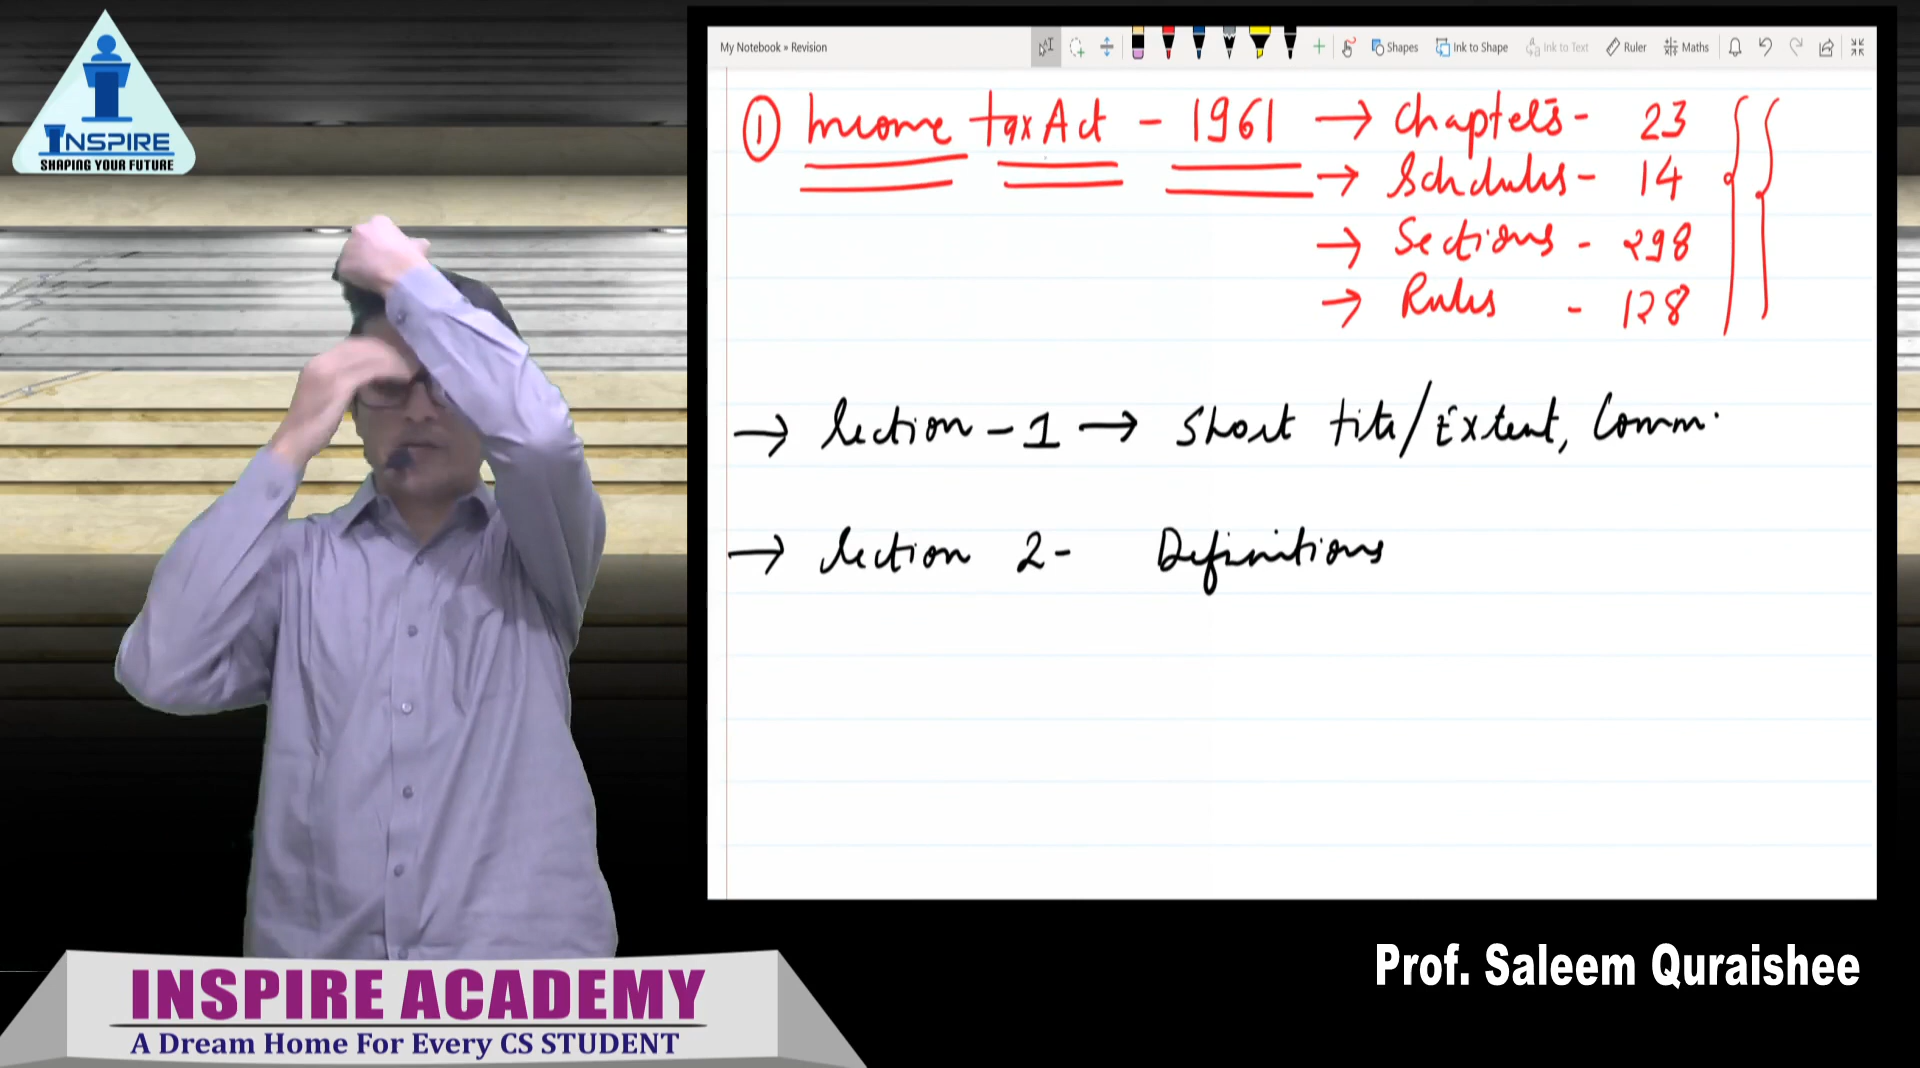 INSPIRE
SHAPING YOUR FUTURE
My Notebook » Revision
Shapes
Ink to Shape
Ink to Text
Ruler
Maths
① Income tax Act - 1961 → Chapters - 23
→ Schdules - 14
→ Sections - 298
→ Rules - 128
→ Section - 1 → Short title/Extent, Comm.
→ Section 2 - Definitions
INSPIRE ACADEMY
A Dream Home For Every CS STUDENT
Prof. Saleem Quraishee